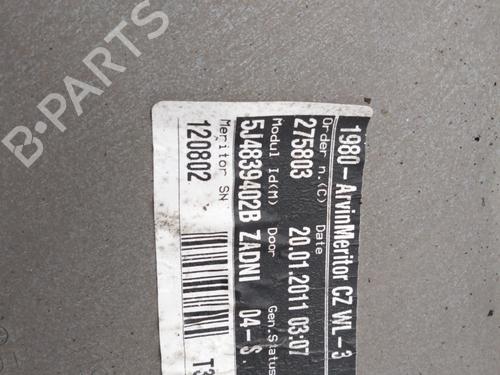 B-PARTS
1980-ArvinMeritor CZ WL-3
Order n.(C) Date
275803 20.01.2011 03:07
Modul Id(M) Door Gen.Status
5J4839402B ZADNI 04-S
Meritor SN
120802